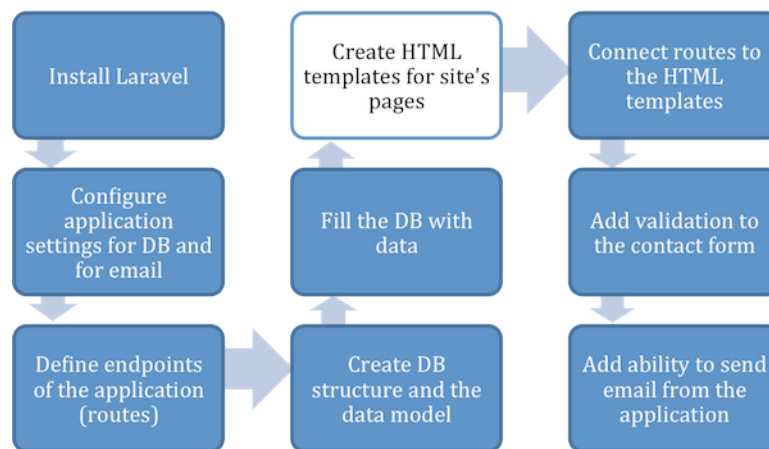 Install Laravel
Configure
application
settings for DB and
for email
Define endpoints
of the application
(routes)
Create DB
structure and the
data model
Fill the DB with
data
Create HTML
templates for site's
pages
Connect routes to
the HTML
templates
Add validation to
the contact form
Add ability to send
email from the
application